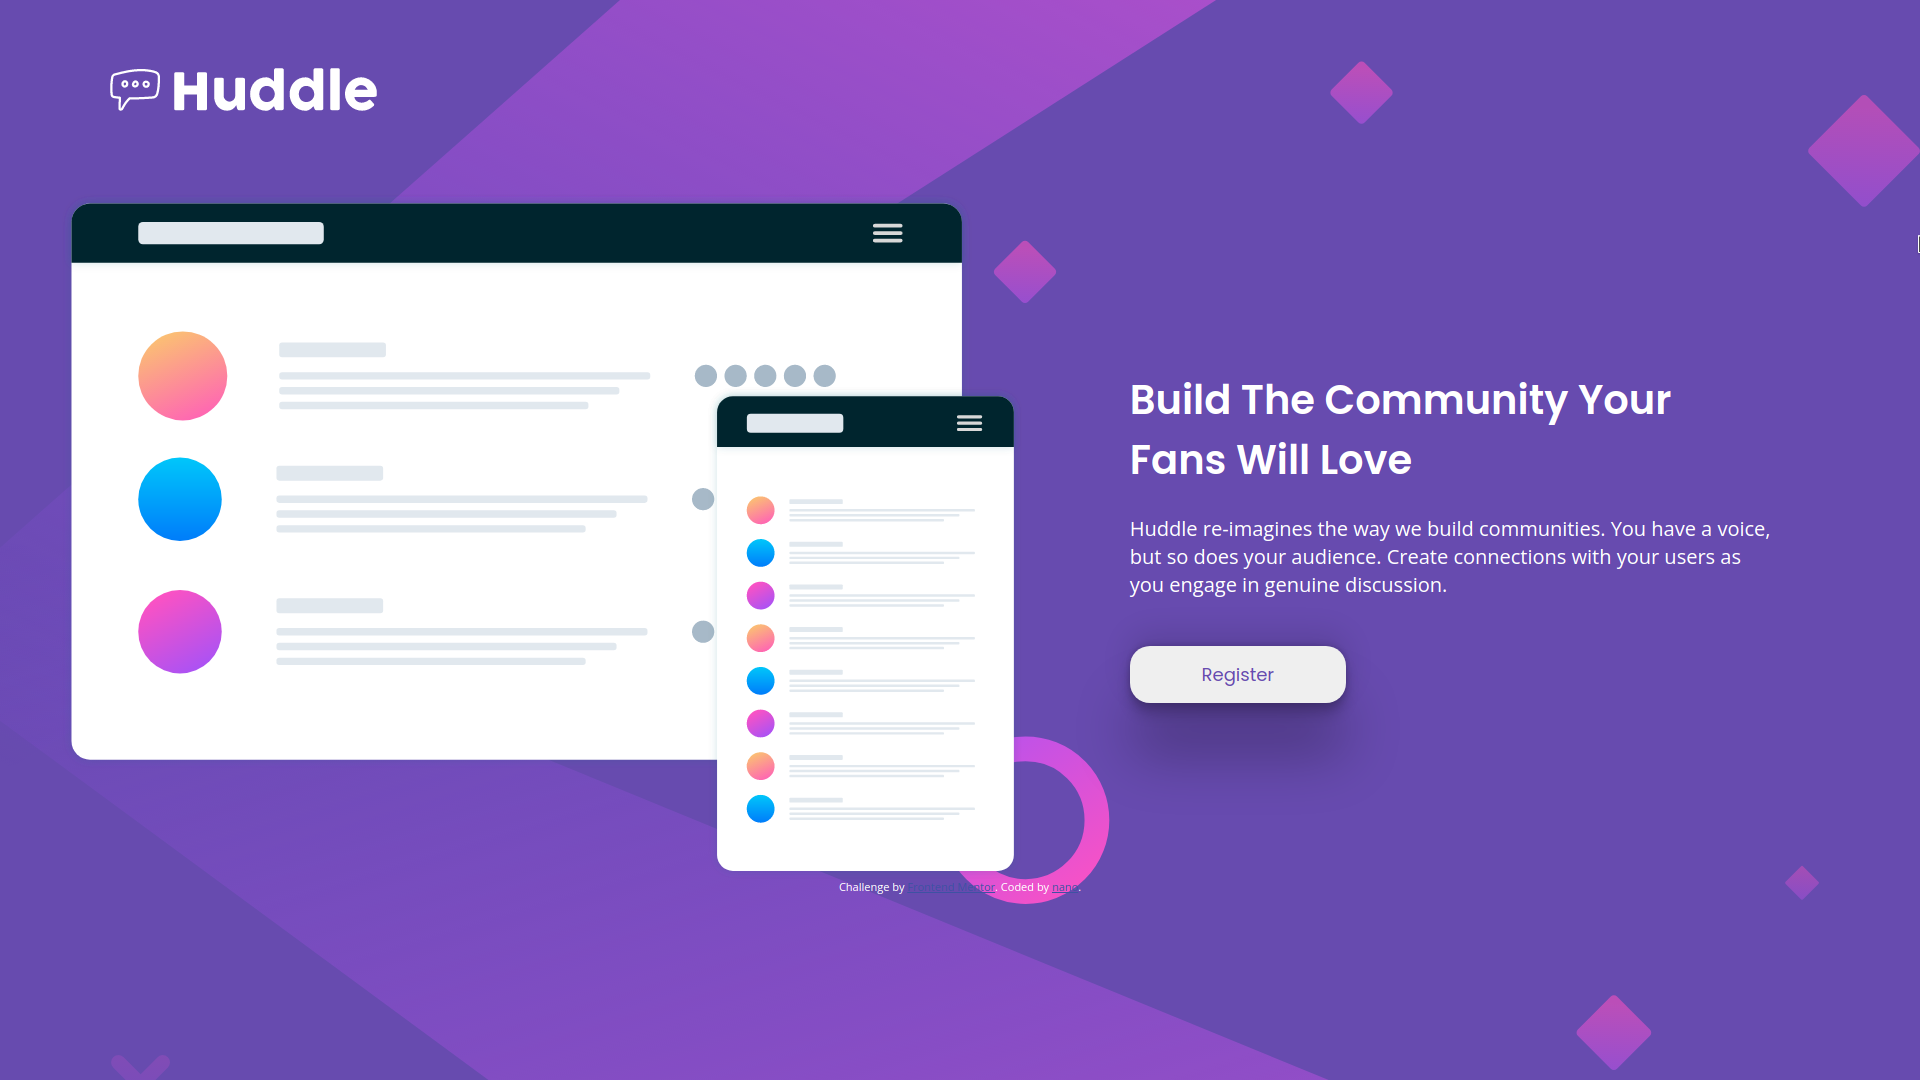 Huddle
Build The Community Your
Fans Will Love
Huddle re-imagines the way we build communities. You have a voice,
but so does your audience. Create connections with your users as
you engage in genuine discussion.
Register
Challenge by Frontend Mentor. Coded by nano.